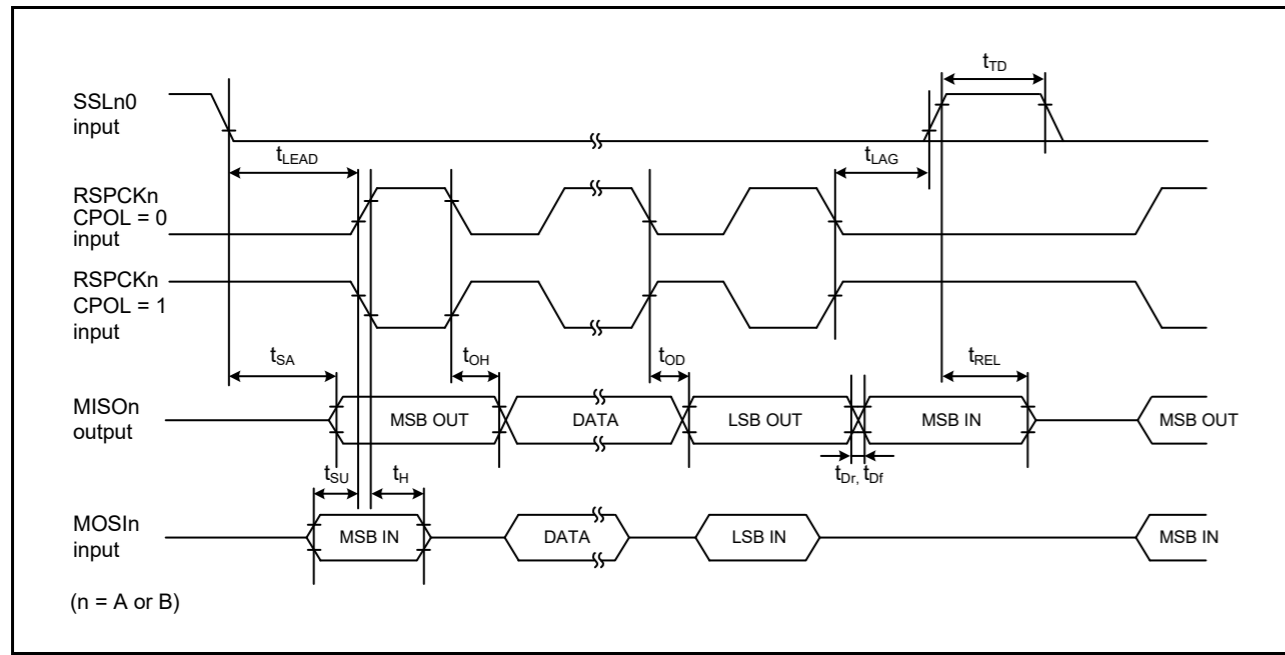 tTD
SSLn0
input
tLEAD
tLAG
RSPCKn
CPOL = 0
input
RSPCKn
CPOL = 1
input
tSA
tOH
tOD
tREL
MISOn
output
MSB OUT
DATA
LSB OUT
MSB IN
MSB OUT
tSU
tH
tDr, tDf
MOSIn
input
MSB IN
DATA
LSB IN
MSB IN
(n = A or B)